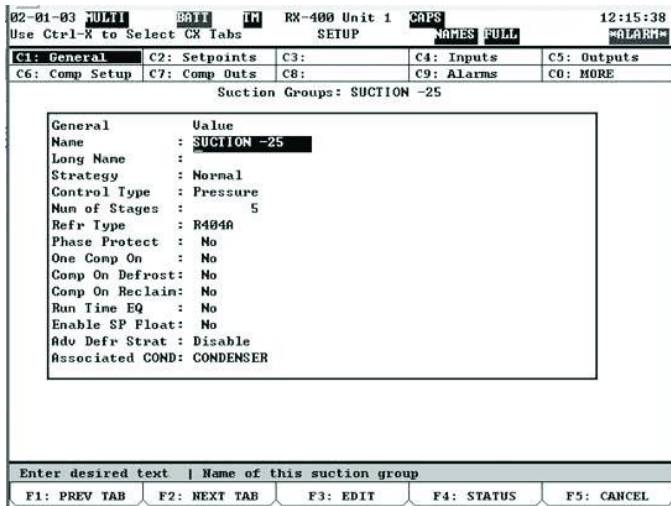 02-01-03 MULTI BATT TM RX-400 Unit 1 CAPS 12:15:38
Use Ctrl-X to Select CX Tabs SETUP NAMES FULL *ALARM*
C1: General C2: Setpoints C3: C4: Inputs C5: Outputs
C6: Comp Setup C7: Comp Outs C8: C9: Alarms C0: MORE
Suction Groups: SUCTION -25
General Value
Name : SUCTION -25
Long Name :
Strategy : Normal
Control Type : Pressure
Num of Stages : 5
Refr Type : R404A
Phase Protect : No
One Comp On : No
Comp On Defrost: No
Comp On Reclaim: No
Run Time EQ : No
Enable SP Float: No
Adv Defr Strat : Disable
Associated COND: CONDENSER
Enter desired text | Name of this suction group
F1: PREV TAB F2: NEXT TAB F3: EDIT F4: STATUS F5: CANCEL